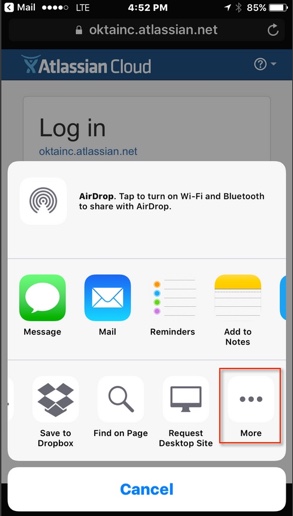 Mail LTE 4:52 PM 85%
oktainc.atlassian.net
Atlassian Cloud
Log in
oktainc.atlassian.net
AirDrop. Tap to turn on Wi-Fi and Bluetooth
to share with AirDrop.
Message Mail Reminders Add to
Notes
Save to Find on Page Request More
Dropbox Desktop Site
Cancel